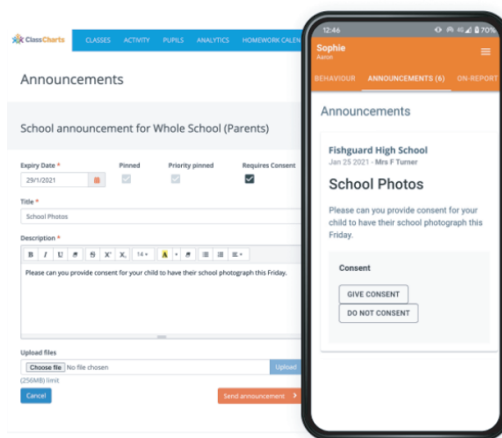 ClassCharts
CLASSES ACTIVITY PUPILS ANALYTICS HOMEWORK CALEN
Announcements
School announcement for Whole School (Parents)
Expiry Date * Pinned Priority pinned Requires Consent
29/1/2021
Title *
School Photos
Description *
B I U S X² X₂ 14 A
Please can you provide consent for your child to have their school photograph this Friday.
Upload files
Choose file No file chosen Upload
(256MB) limit
Cancel Send announcement
12:46 4G 70%
Sophie
Aaron
BEHAVIOUR ANNOUNCEMENTS (6) ON-REPORT
Announcements
Fishguard High School
Jan 25 2021 - Mrs F Turner
School Photos
Please can you provide consent for your
child to have their school photograph this
Friday.
Consent
GIVE CONSENT
DO NOT CONSENT